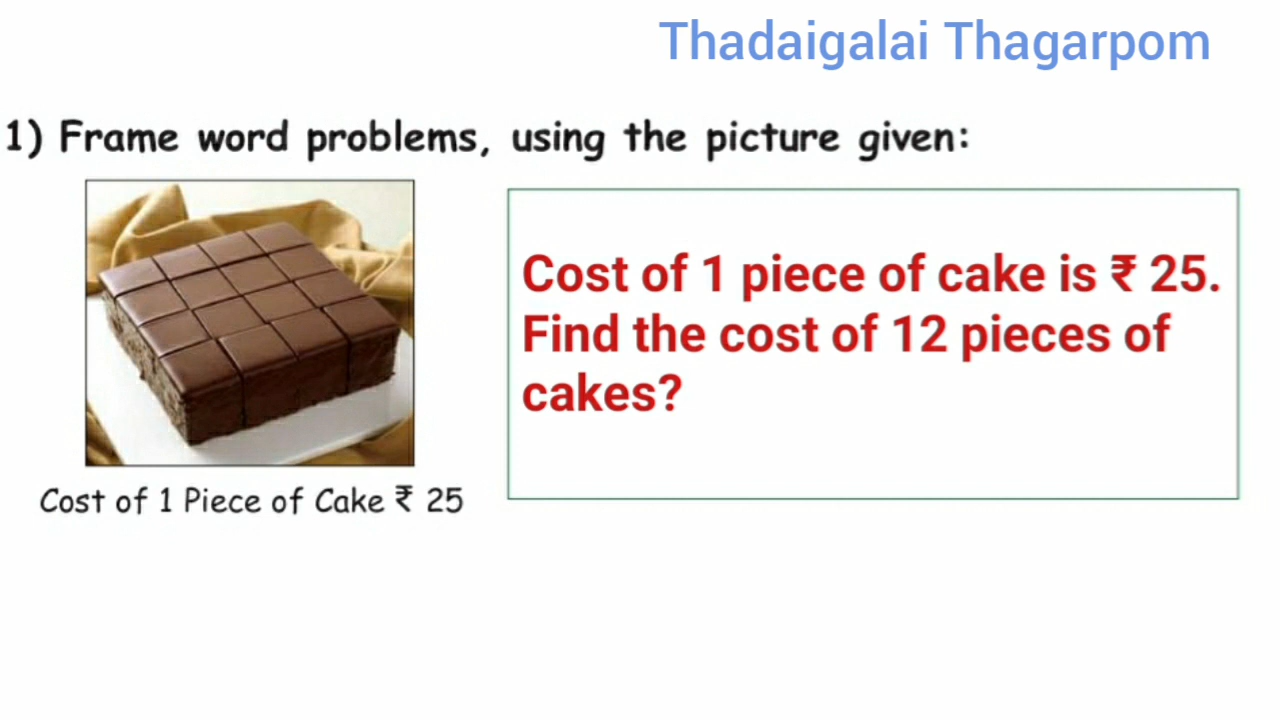 Thadaigalai Thagarpom
1) Frame word problems, using the picture given:
Cost of 1 piece of cake is ₹ 25.
Find the cost of 12 pieces of
cakes?
Cost of 1 Piece of Cake ₹ 25